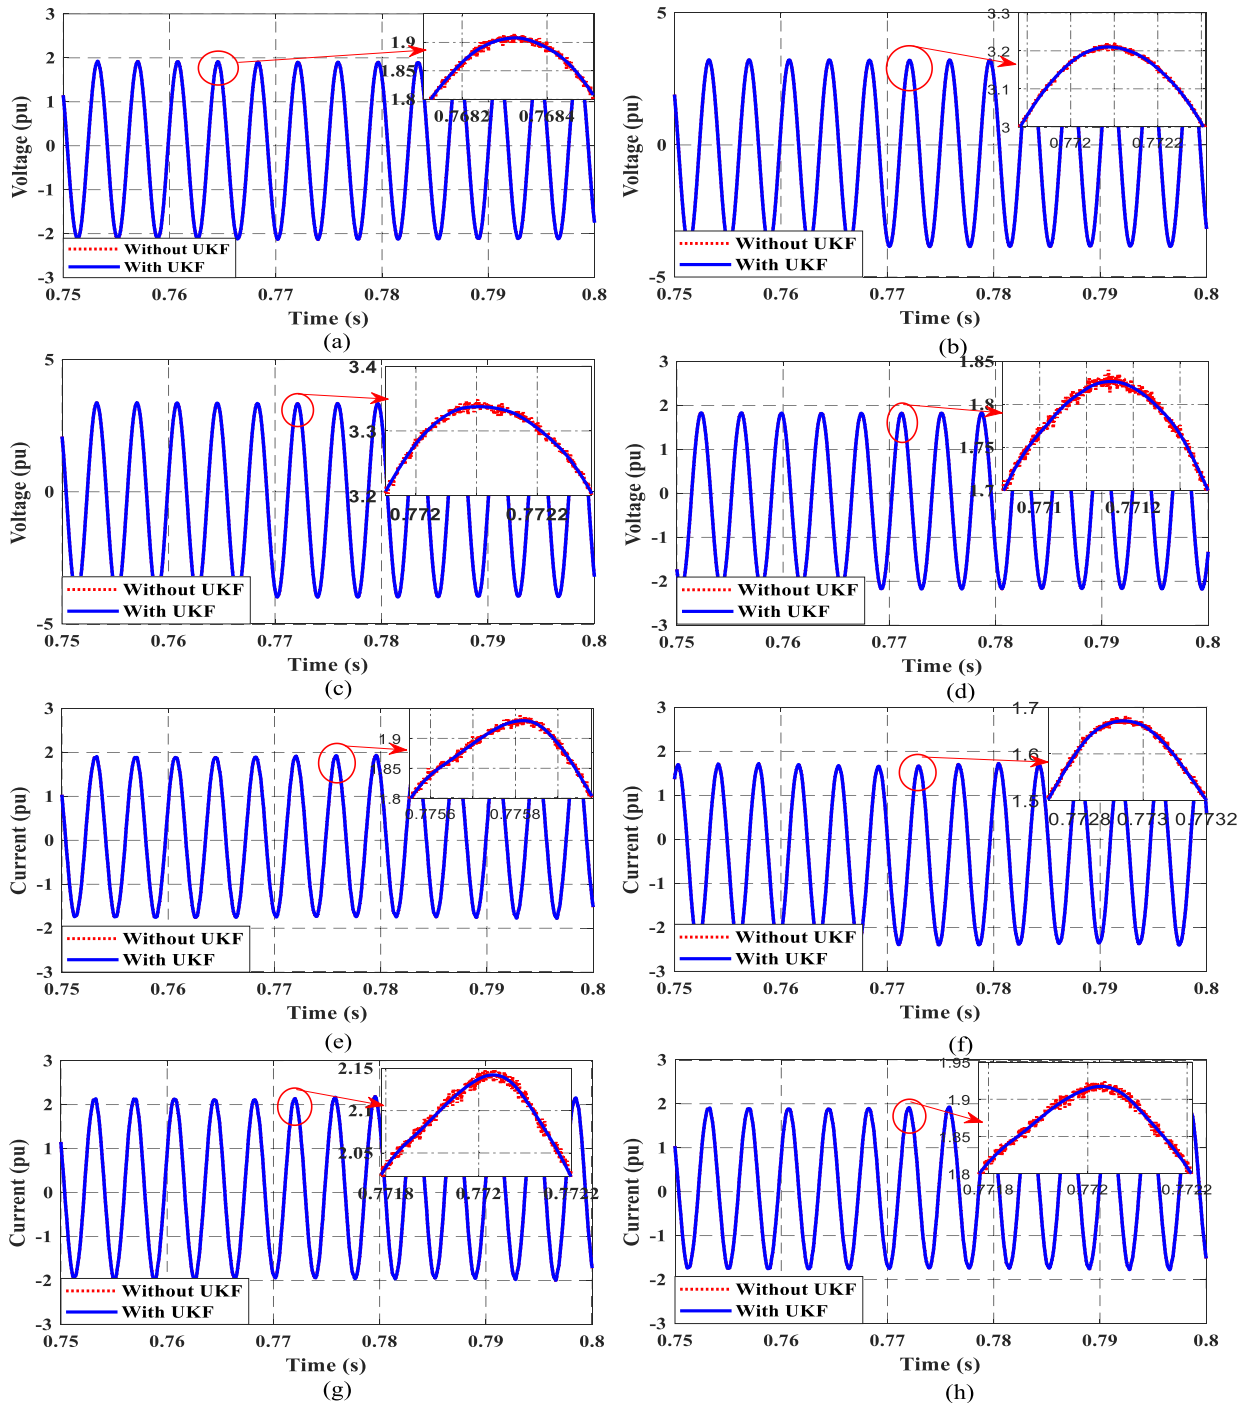 3
2
1
0
-1
-2
-3
Voltage (pu)
1.9
1.85
1.8
0.7682 0.7684
Without UKF
With UKF
0.75 0.76 0.77 0.78 0.79 0.8
Time (s)
(a)
5
0
-5
Voltage (pu)
3.3
3.2
3.1
3
0.772 0.7722
Without UKF
With UKF
0.75 0.76 0.77 0.78 0.79 0.8
Time (s)
(b)
5
0
-5
Voltage (pu)
3.4
3.3
3.2
0.772 0.7722
Without UKF
With UKF
0.75 0.76 0.77 0.78 0.79 0.8
Time (s)
(c)
3
2
1
0
-1
-2
-3
Voltage (pu)
1.85
1.8
1.75
1.7
0.771 0.7712
Without UKF
With UKF
0.75 0.76 0.77 0.78 0.79 0.8
Time (s)
(d)
3
2
1
0
-1
-2
-3
Current (pu)
1.9
1.85
1.8
0.7756 0.7758
Without UKF
With UKF
0.75 0.76 0.77 0.78 0.79 0.8
Time (s)
(e)
3
2
1
0
-1
-2
-3
Current (pu)
1.7
1.6
1.5
0.7728 0.773 0.7732
Without UKF
With UKF
0.75 0.76 0.77 0.78 0.79 0.8
Time (s)
(f)
3
2
1
0
-1
-2
-3
Current (pu)
2.15
2.1
2.05
0.7718 0.772 0.7722
Without UKF
With UKF
0.75 0.76 0.77 0.78 0.79 0.8
Time (s)
(g)
3
2
1
0
-1
-2
-3
Current (pu)
1.95
1.9
1.85
1.8
0.7718 0.772 0.7722
Without UKF
With UKF
0.75 0.76 0.77 0.78 0.79 0.8
Time (s)
(h)